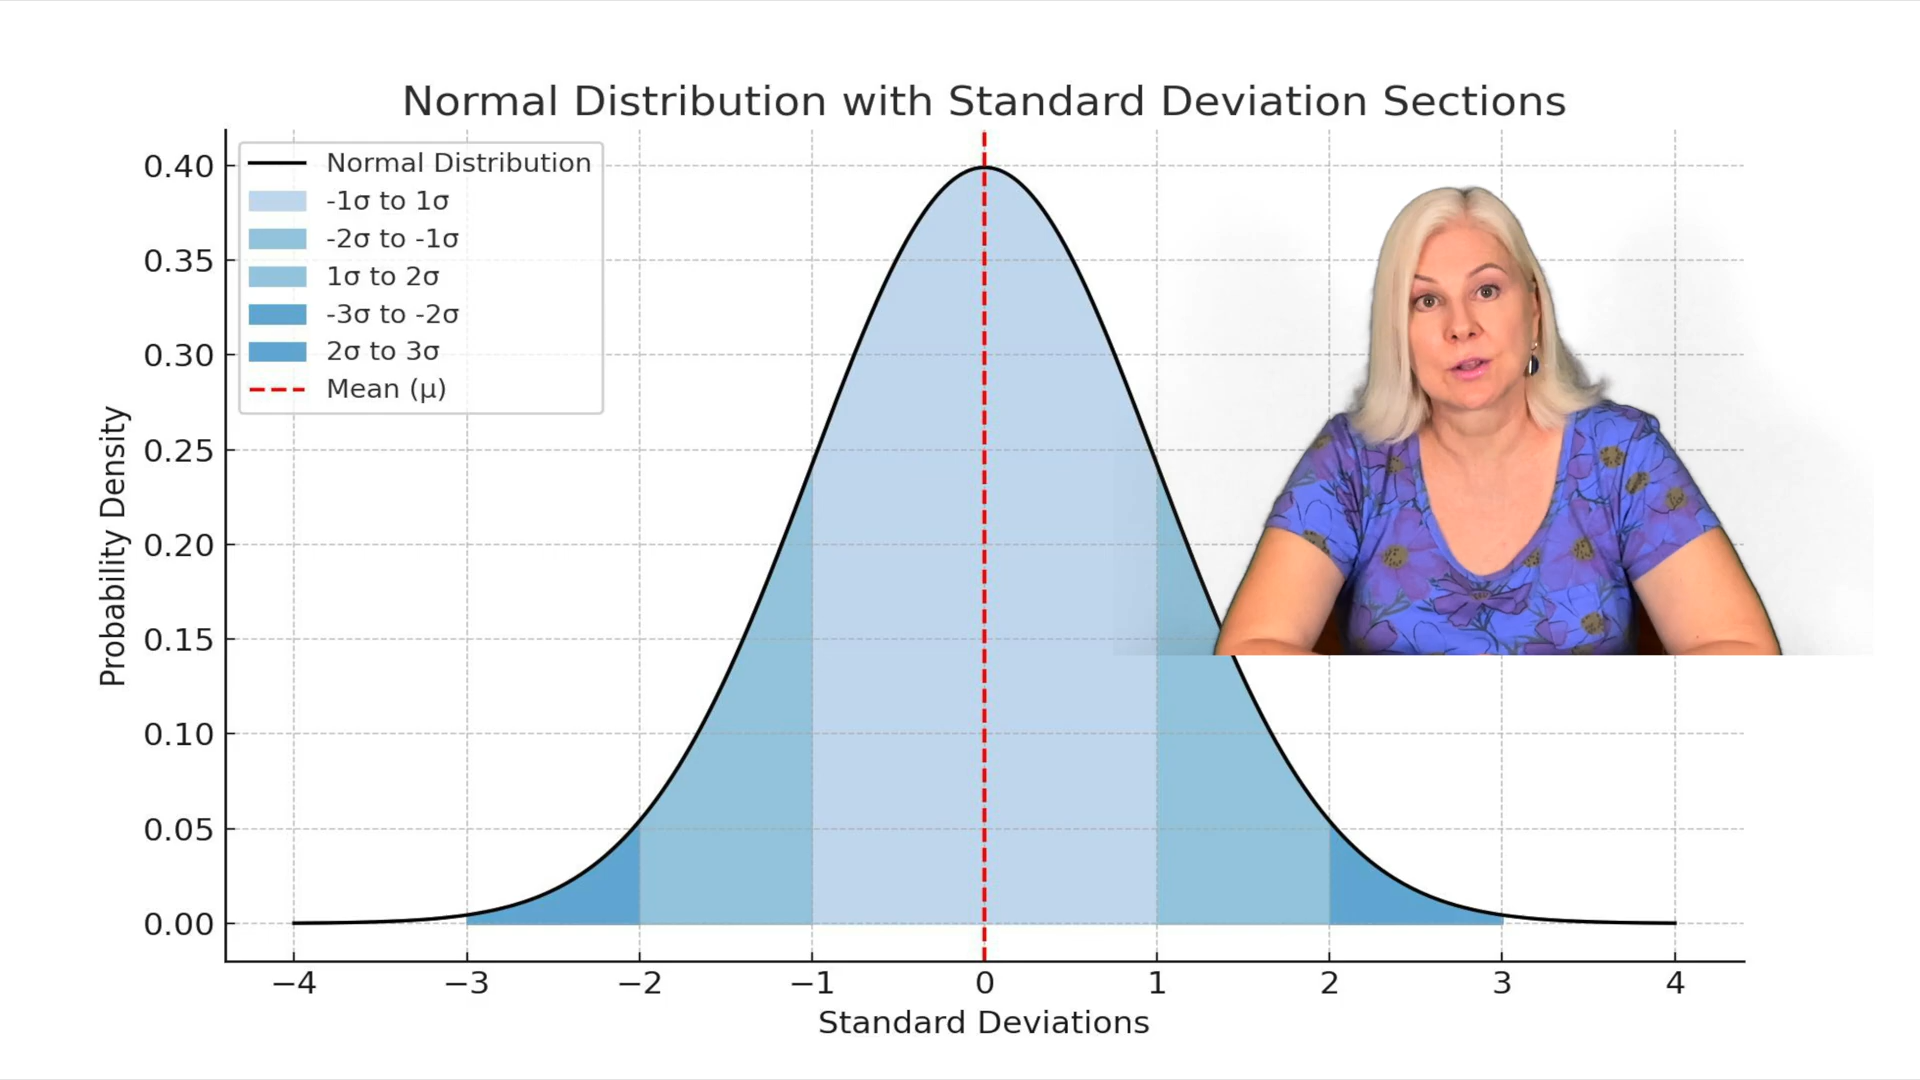 Normal Distribution with Standard Deviation Sections
Normal Distribution
-1σ to 1σ
-2σ to -1σ
1σ to 2σ
-3σ to -2σ
2σ to 3σ
Mean (μ)
Probability Density
0.40
0.35
0.30
0.25
0.20
0.15
0.10
0.05
0.00
−4 −3 −2 −1 0 1 2 3 4
Standard Deviations